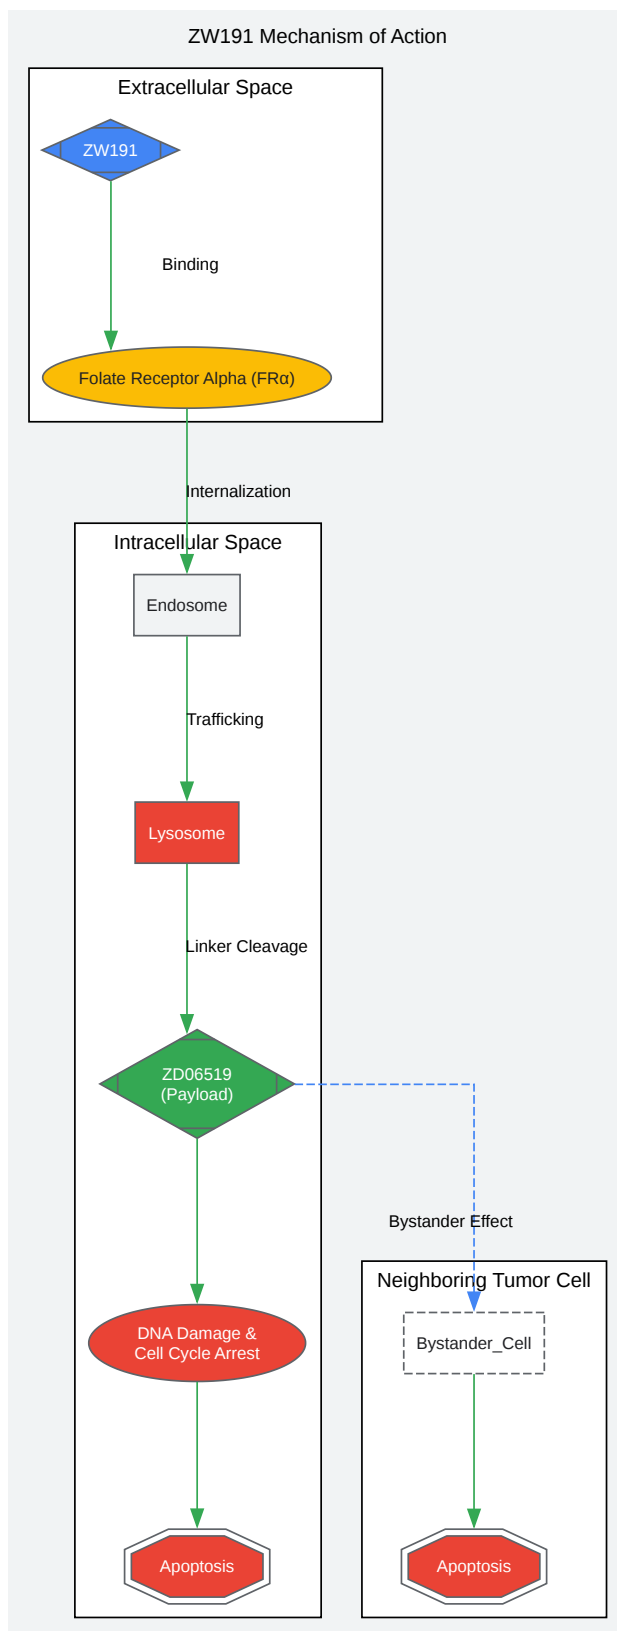 ZW191 Mechanism of Action
Extracellular Space
ZW191
Binding
Folate Receptor Alpha (FRα)
Internalization
Intracellular Space
Endosome
Trafficking
Lysosome
Linker Cleavage
ZD06519
(Payload)
Bystander Effect
Neighboring Tumor Cell
DNA Damage &
Cell Cycle Arrest
Bystander_Cell
Apoptosis
Apoptosis